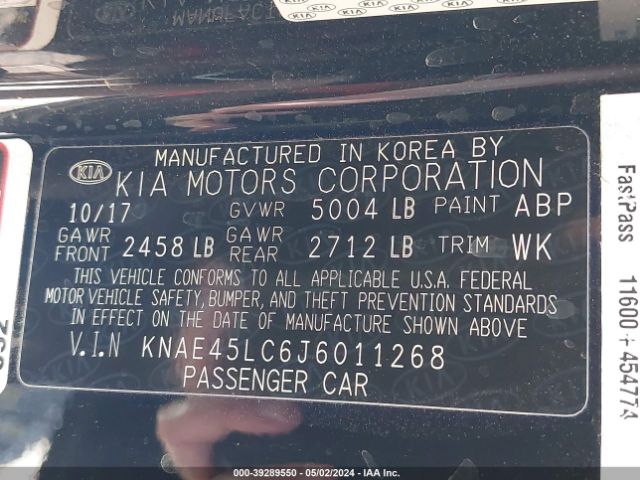 KIA
MANUFACTURED IN KOREA BY
KIA MOTORS CORPORATION
10/17 GVWR 5004 LB PAINT ABP
GAWR FRONT 2458 LB GAWR REAR 2712 LB TRIM WK
THIS VEHICLE CONFORMS TO ALL APPLICABLE U.S.A. FEDERAL
MOTOR VEHICLE SAFETY, BUMPER, AND THEFT PREVENTION STANDARDS
IN EFFECT ON THE DATE OF MANUFACTURE SHOWN ABOVE
V.I.N KNAE45LC6J6011268
PASSENGER CAR
FastPass 11600 + 454774
000-39289550 - 05/02/2024 - IAA Inc.